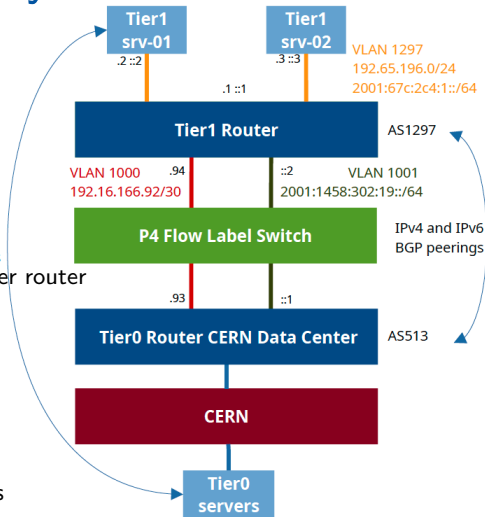 Tier1
srv-01
Tier1
srv-02
.2 ::2
.3 ::3
VLAN 1297
192.65.196.0/24
2001:67c:2c4:1::/64
.1 ::1
Tier1 Router
AS1297
VLAN 1000
192.16.166.92/30
.94
::2
VLAN 1001
2001:1458:302:19::/64
P4 Flow Label Switch
IPv4 and IPv6
BGP peerings
er router
.93
::1
Tier0 Router CERN Data Center
AS513
CERN
Tier0
servers
s